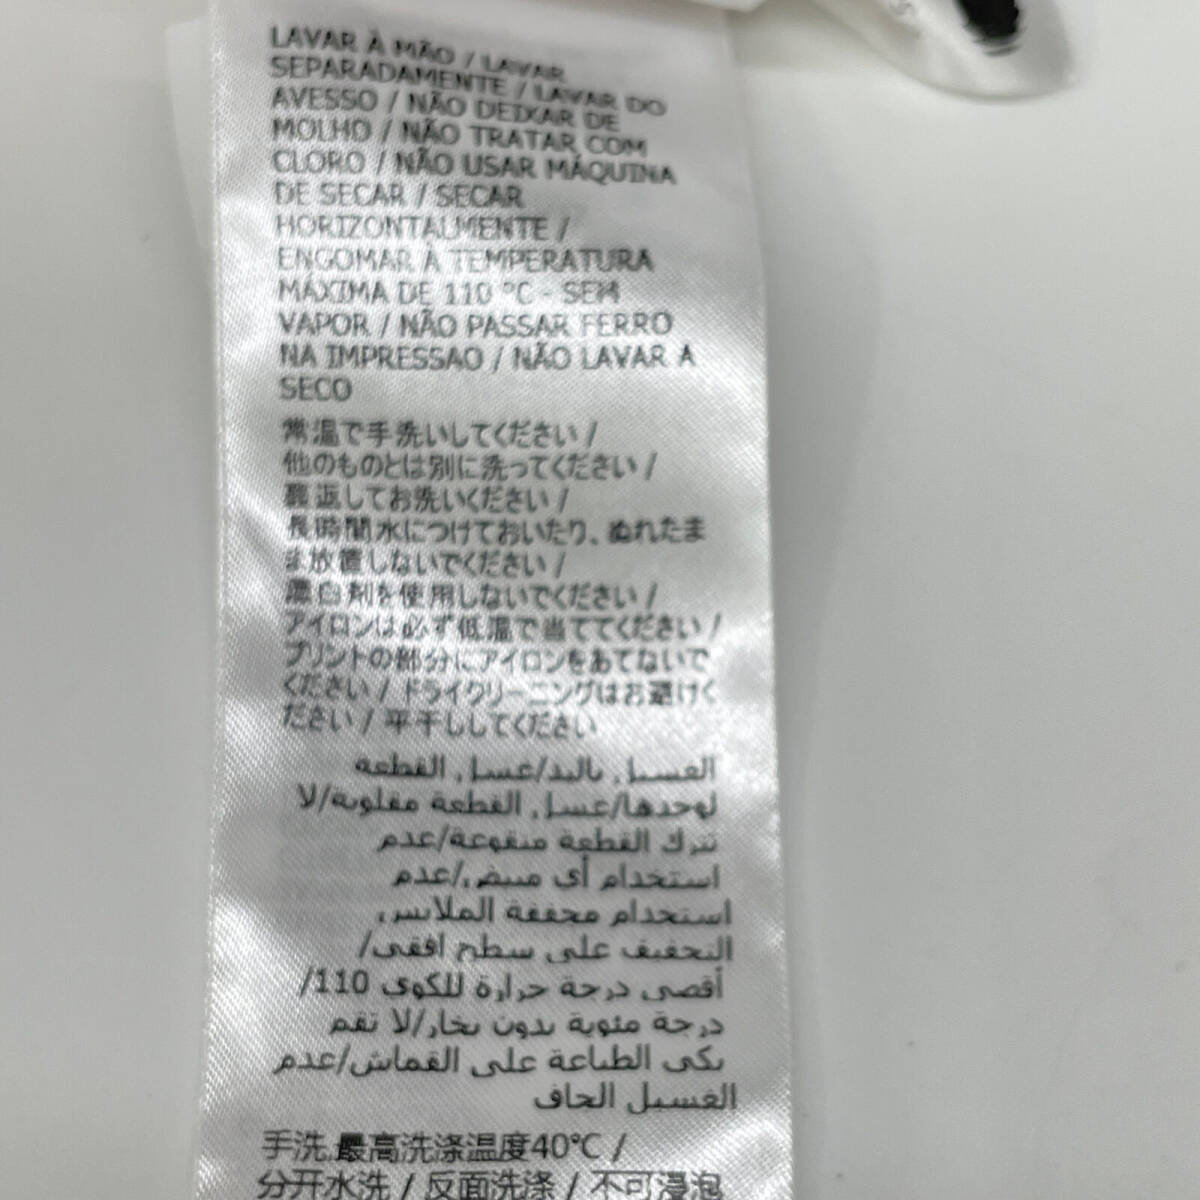 LAVAR À MÃO / LAVAR
SEPARADAMENTE / LAVAR DO
AVESSO / NÃO DEIXAR DE
MOLHO / NÃO TRATAR COM
CLORO / NÃO USAR MÁQUINA
DE SECAR / SECAR
HORIZONTALMENTE /
ENGOMAR À TEMPERATURA
MÁXIMA DE 110 °C - SEM
VAPOR / NÃO PASSAR FERRO
NA IMPRESSAO / NÃO LAVAR A
SECO
常温で手洗いしてください /
他のものとは別に洗ってください /
裏返してお洗いください /
長時間水につけておいたり、ぬれたま
ま放置しないでください /
漂白剤を使用しないでください /
アイロンは必ず低温で当ててください /
プリントの部分にアイロンをあてないで
ください / ドライクリーニングはお避けく
ださい / 平干ししてください
الغسيل باليد/غسل القطعة
لوحدها/غسل القطعة مقلوبة/لا
تترك القطعة منقوعة/عدم
استخدام أي مبيض/عدم
استخدام مجففة الملابس
التجفيف على سطح افقى/
أقصى درجة حرارة للكوى 110/
درجة مئوية بدون بخار/لا تقم
بكى الطباعة على القماش/عدم
الغسيل الجاف
手洗,最高洗涤温度40℃ /
分开水洗 / 反面洗涤 / 不可浸泡